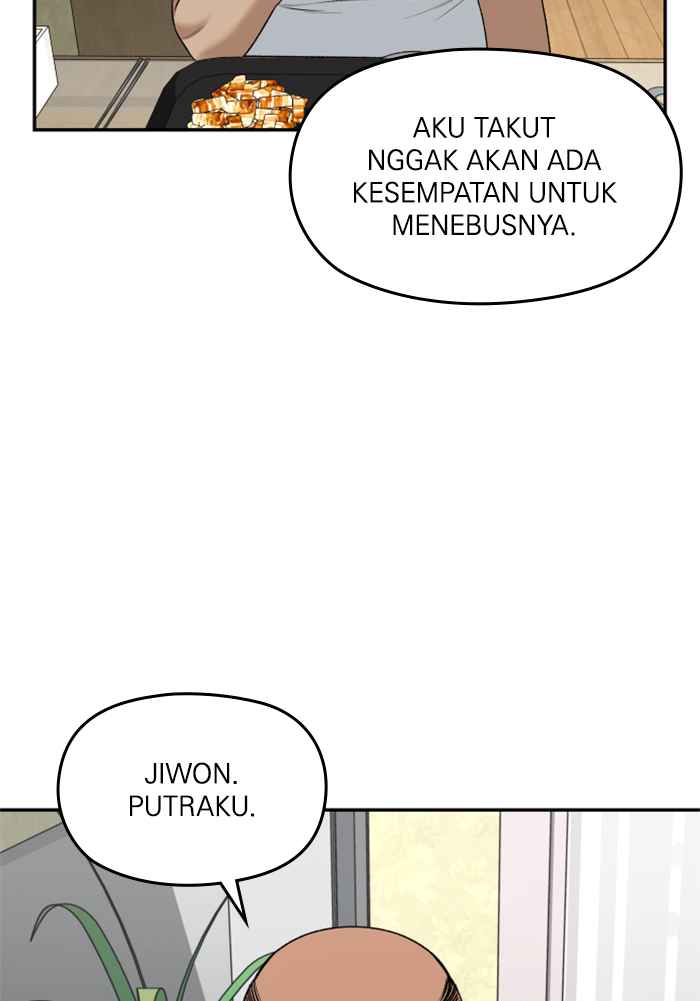 AKU TAKUT
NGGAK AKAN ADA
KESEMPATAN UNTUK
MENEBUSNYA.
JIWON.
PUTRAKU.